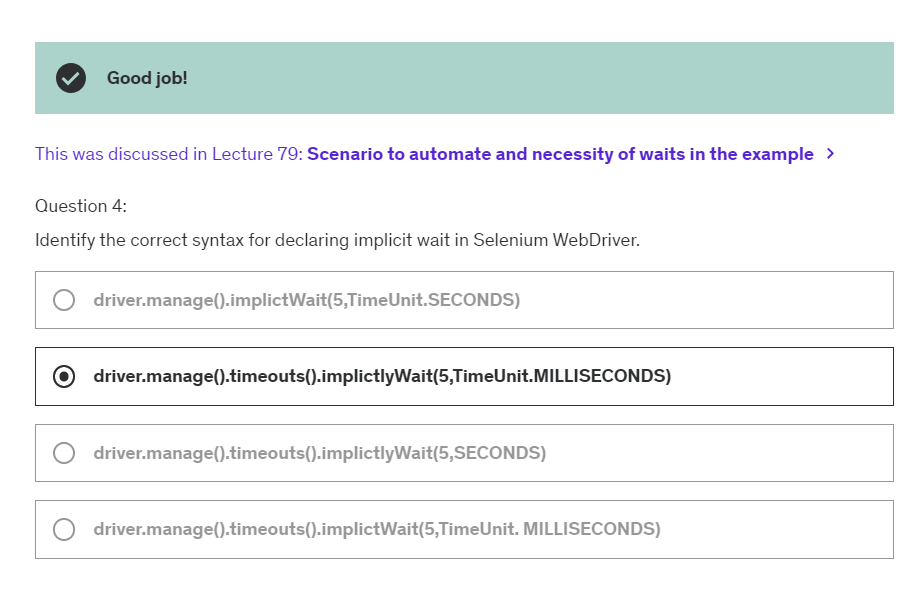 Good job!
This was discussed in Lecture 79: Scenario to automate and necessity of waits in the example
Question 4:
Identify the correct syntax for declaring implicit wait in Selenium WebDriver.
driver.manage().implictWait(5,TimeUnit.SECONDS)
driver.manage().timeouts().implictlyWait(5,TimeUnit.MILLISECONDS)
driver.manage().timeouts().implictlyWait(5,SECONDS)
driver.manage().timeouts().implictWait(5,TimeUnit. MILLISECONDS)